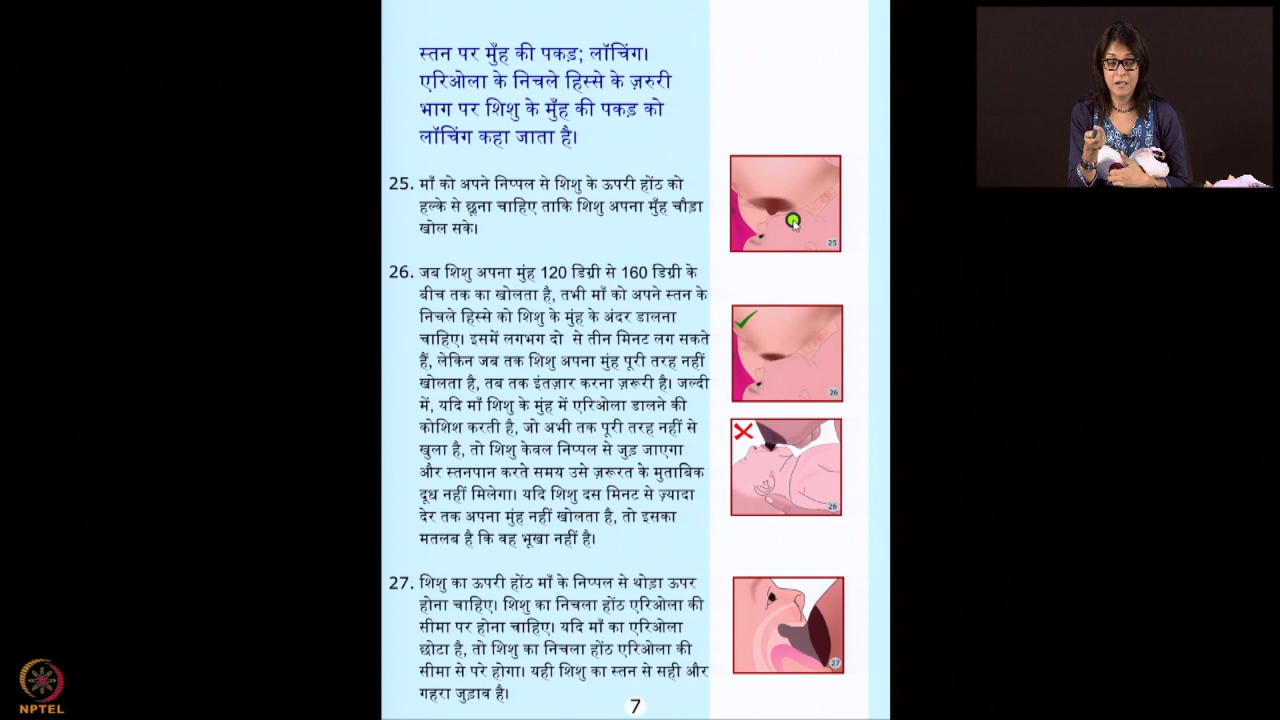 स्तन पर मुँह की पकड़; लॉचिंग।
एरिओला के निचले हिस्से के ज़रुरी
भाग पर शिशु के मुँह की पकड़ को
लॉचिंग कहा जाता है।
25. माँ को अपने निप्पल से शिशु के ऊपरी होंठ को
हल्के से छूना चाहिए ताकि शिशु अपना मुँह चौड़ा
खोल सके।
25
26. जब शिशु अपना मुंह 120 डिग्री से 160 डिग्री के
बीच तक का खोलता है, तभी माँ को अपने स्तन के
निचले हिस्से को शिशु के मुंह के अंदर डालना
चाहिए। इसमें लगभग दो से तीन मिनट लग सकते
हैं, लेकिन जब तक शिशु अपना मुंह पूरी तरह नहीं
खोलता है, तब तक इंतज़ार करना ज़रूरी है। जल्दी
में, यदि माँ शिशु के मुंह में एरिओला डालने की
कोशिश करती है, जो अभी तक पूरी तरह नहीं से
खुला है, तो शिशु केवल निप्पल से जुड़ जाएगा
और स्तनपान करते समय उसे ज़रूरत के मुताबिक
दूध नहीं मिलेगा। यदि शिशु दस मिनट से ज़्यादा
देर तक अपना मुंह नहीं खोलता है, तो इसका
मतलब है कि वह भूखा नहीं है।
26
26
27. शिशु का ऊपरी होंठ माँ के निप्पल से थोड़ा ऊपर
होना चाहिए। शिशु का निचला होंठ एरिओला की
सीमा पर होना चाहिए। यदि माँ का एरिओला
छोटा है, तो शिशु का निचला होंठ एरिओला की
सीमा से परे होगा। यही शिशु का स्तन से सही और
गहरा जुड़ाव है।
27
7
NPTEL